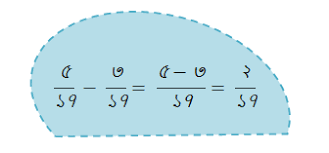 ৫/১৭ − ৩/১৭ = ৫ − ৩/১৭ = ২/১৭